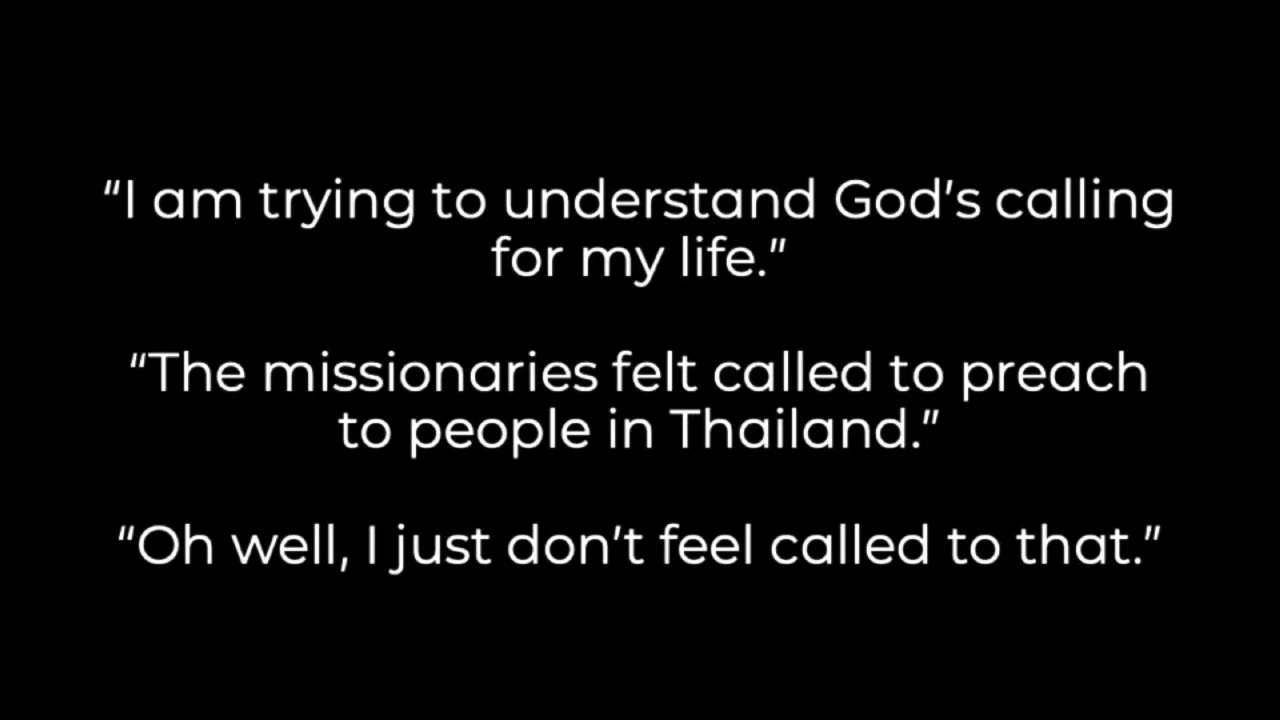 “I am trying to understand God’s calling
for my life.”
“The missionaries felt called to preach
to people in Thailand.”
“Oh well, I just don’t feel called to that.”